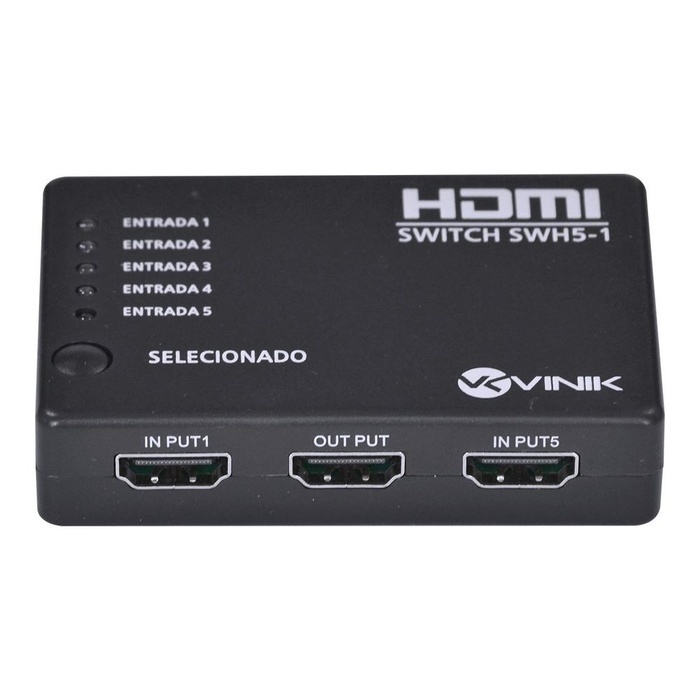 HDMI
SWITCH SWH5-1
ENTRADA 1
ENTRADA 2
ENTRADA 3
ENTRADA 4
ENTRADA 5
SELECIONADO
VINIK
IN PUT1
OUT PUT
IN PUT5